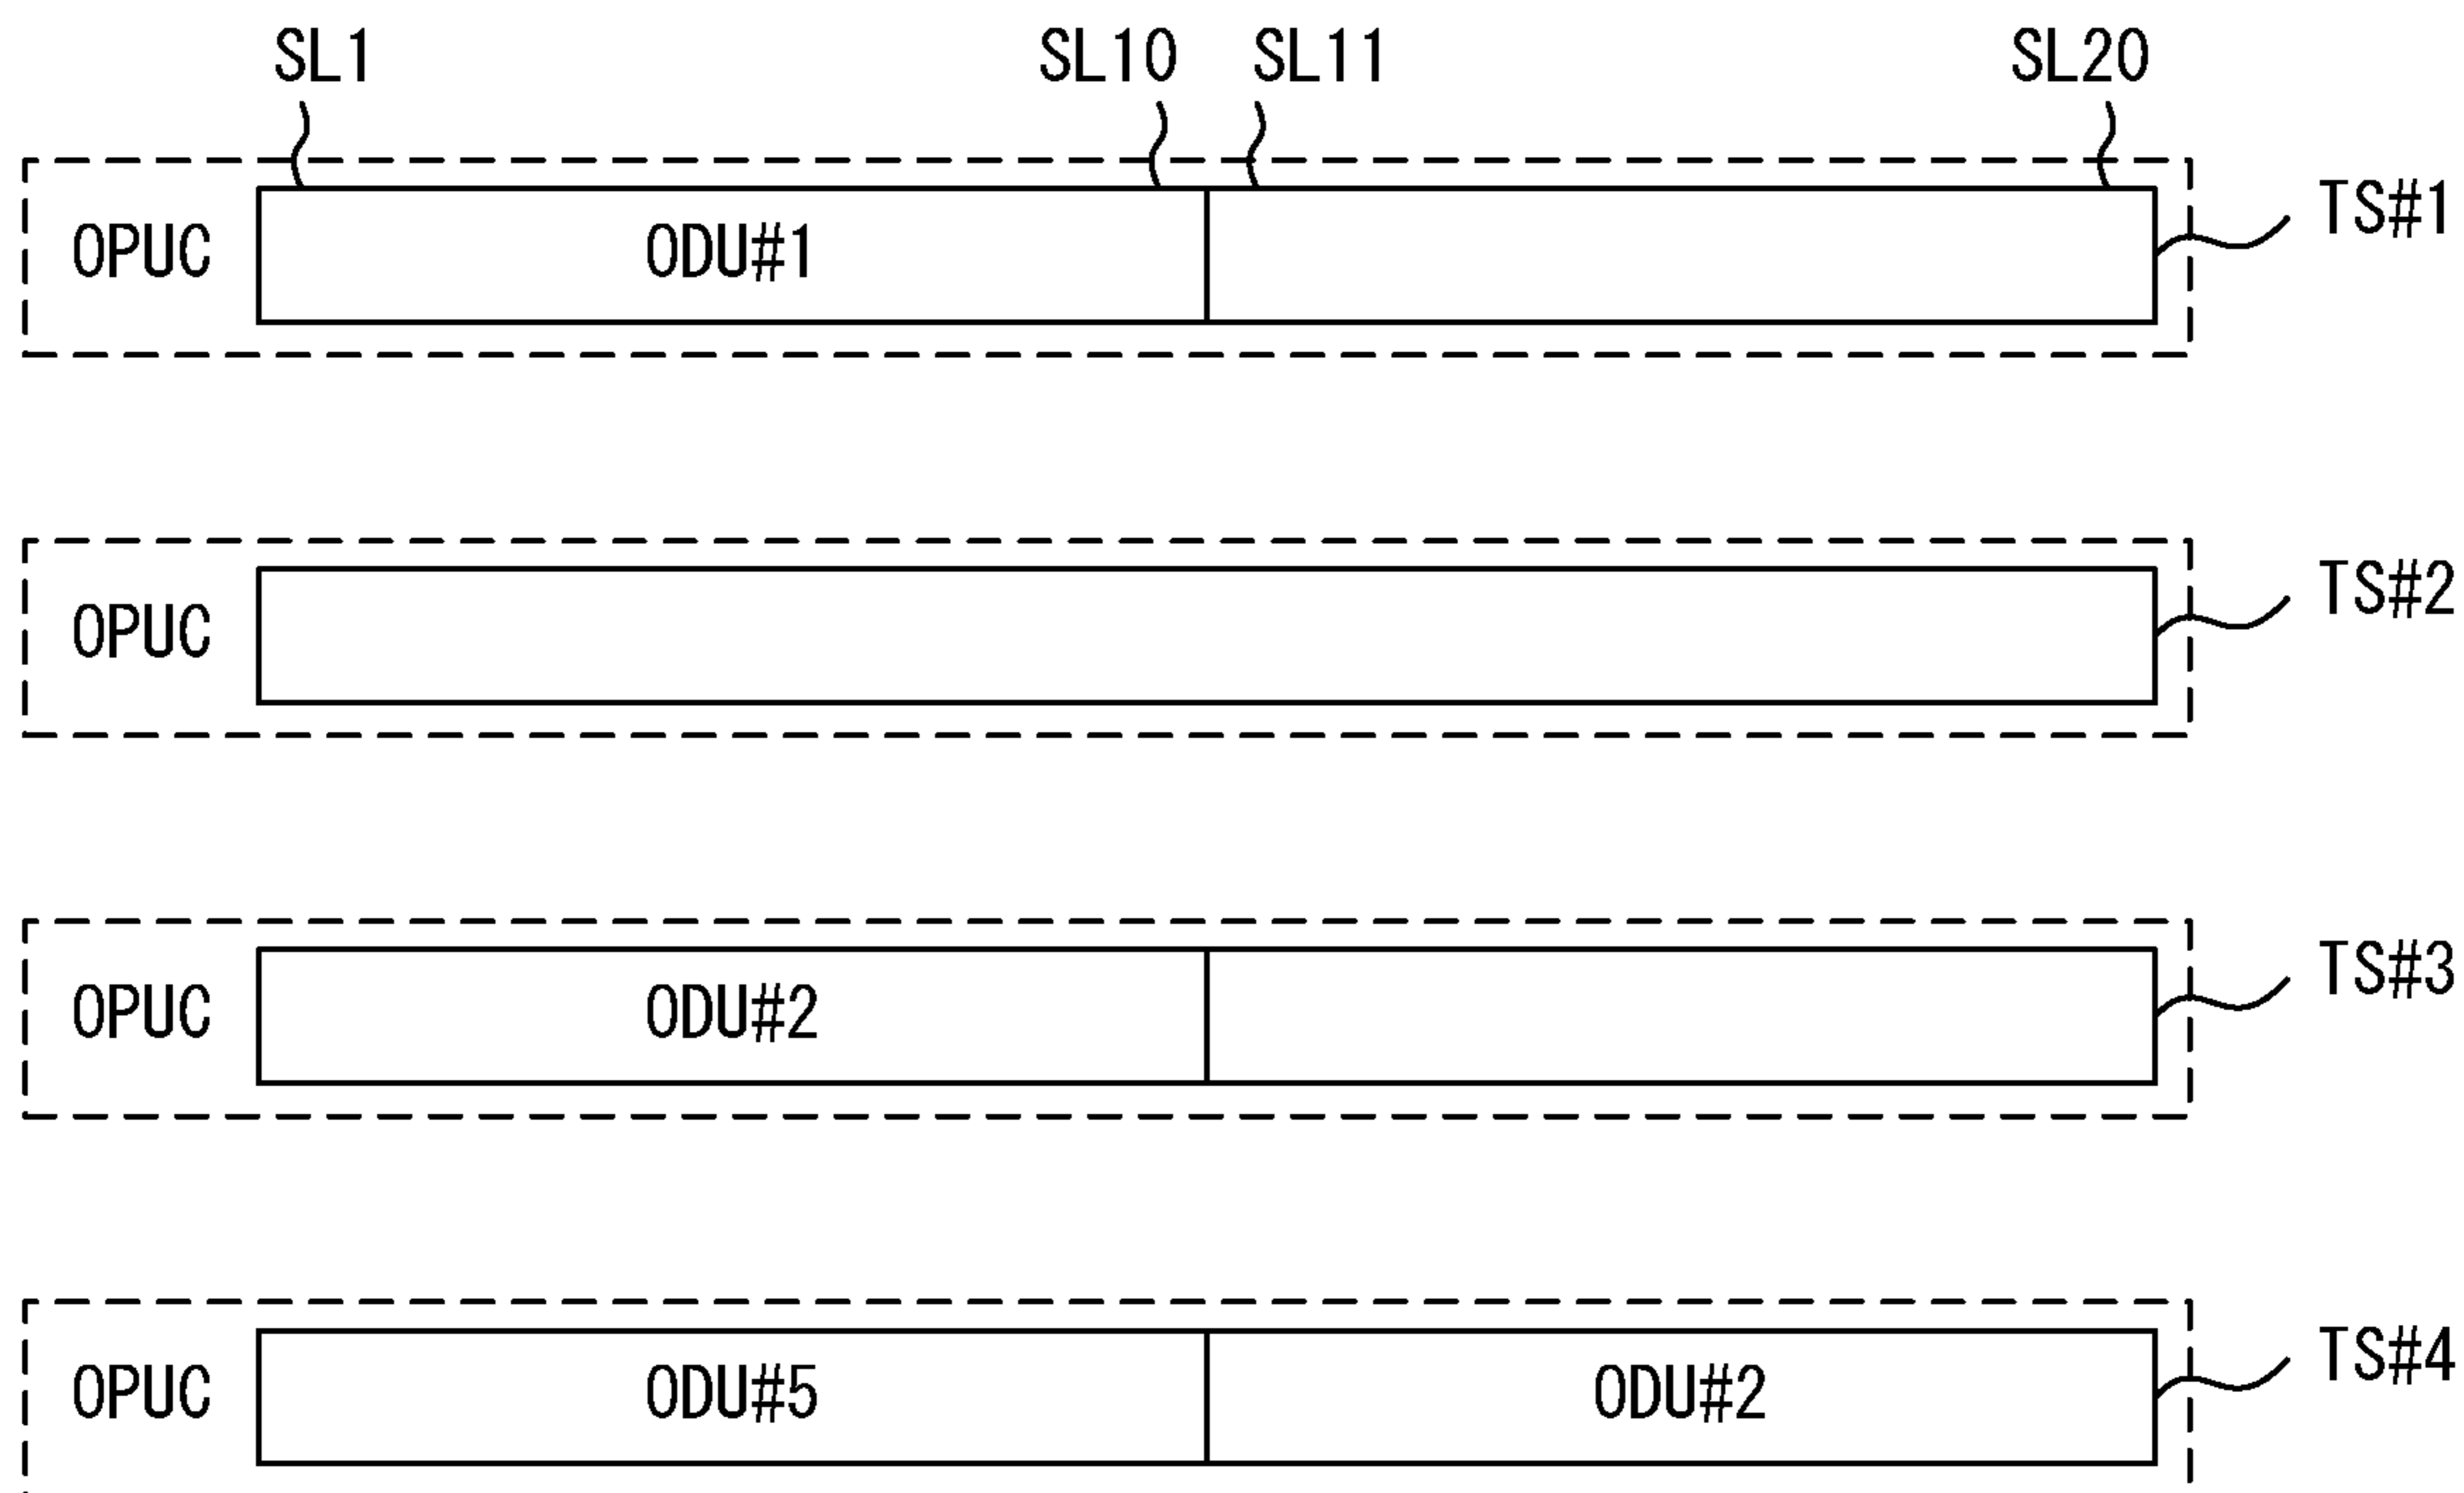 SL1 SL10 SL11 SL20
TS#1
OPUC ODU#1
TS#2
OPUC
TS#3
OPUC ODU#2
TS#4
OPUC ODU#5 ODU#2